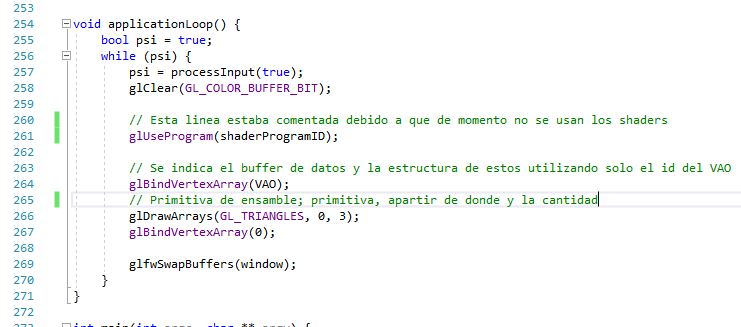 253
254 void applicationLoop() {
255 bool psi = true;
256 while (psi) {
257 psi = processInput(true);
258 glClear(GL_COLOR_BUFFER_BIT);
259
260 // Esta linea estaba comentada debido a que de momento no se usan los shaders
261 glUseProgram(shaderProgramID);
262
263 // Se indica el buffer de datos y la estructura de estos utilizando solo el id del VAO
264 glBindVertexArray(VAO);
265 // Primitiva de ensamble; primitiva, apartir de donde y la cantidad
266 glDrawArrays(GL_TRIANGLES, 0, 3);
267 glBindVertexArray(0);
268
269 glfwSwapBuffers(window);
270 }
271 }
272